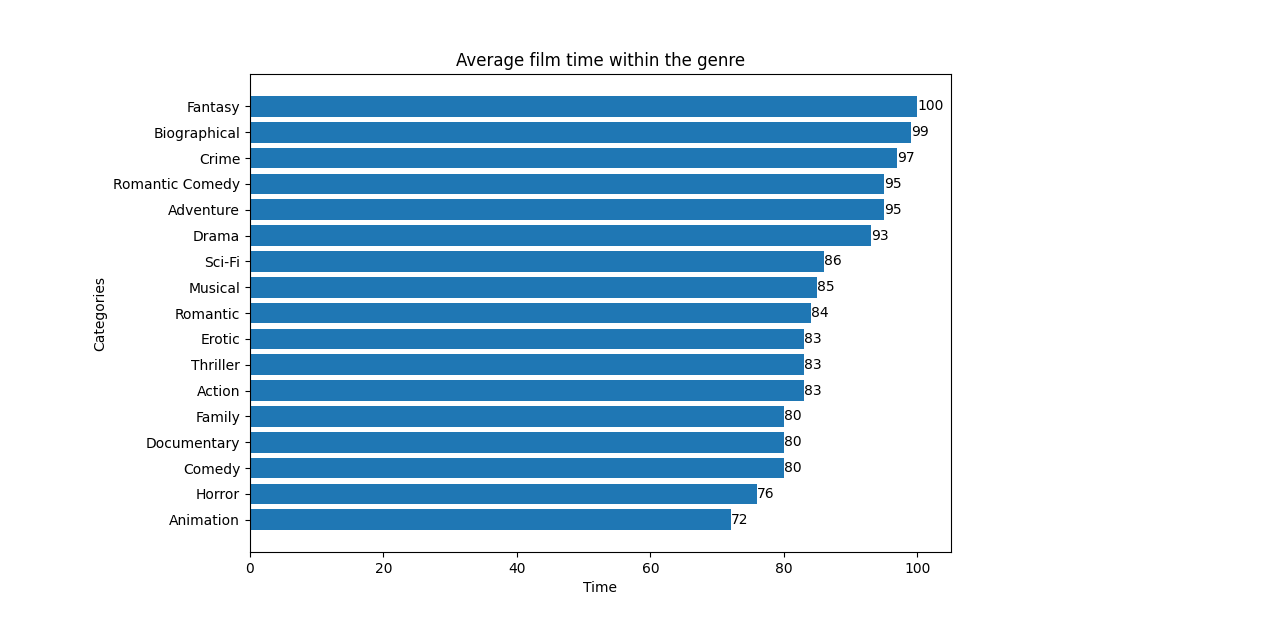 Average film time within the genre
Fantasy 100
Biographical 99
Crime 97
Romantic Comedy 95
Adventure 95
Drama 93
Sci-Fi 86
Musical 85
Romantic 84
Erotic 83
Thriller 83
Action 83
Family 80
Documentary 80
Comedy 80
Horror 76
Animation 72
Categories
0 20 40 60 80 100
Time